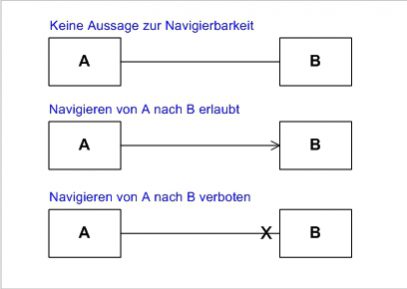 Keine Aussage zur Navigierbarkeit
A B
Navigieren von A nach B erlaubt
A B
Navigieren von A nach B verboten
A X B